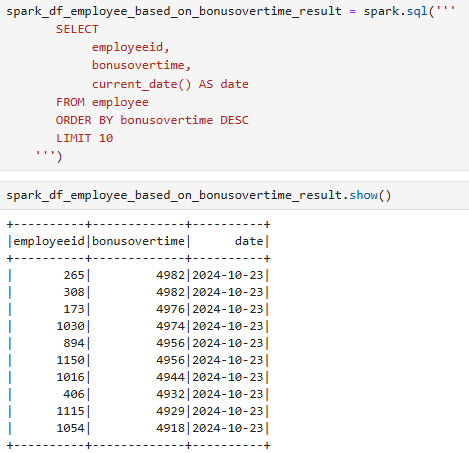 spark_df_employee_based_on_bonusovertime_result = spark.sql('''
SELECT
employeeid,
bonusovertime,
current_date() AS date
FROM employee
ORDER BY bonusovertime DESC
LIMIT 10
''')
spark_df_employee_based_on_bonusovertime_result.show()
+----------+-------------+----------+
|employeeid|bonusovertime|      date|
+----------+-------------+----------+
|       265|         4982|2024-10-23|
|       308|         4982|2024-10-23|
|       173|         4976|2024-10-23|
|      1030|         4974|2024-10-23|
|       894|         4956|2024-10-23|
|      1150|         4956|2024-10-23|
|      1016|         4944|2024-10-23|
|       406|         4932|2024-10-23|
|      1115|         4929|2024-10-23|
|      1054|         4918|2024-10-23|
+----------+-------------+----------+